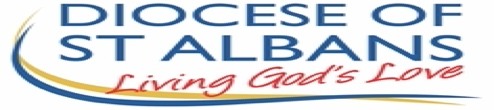 DIOCESE OF
ST ALBANS
Living God's Love